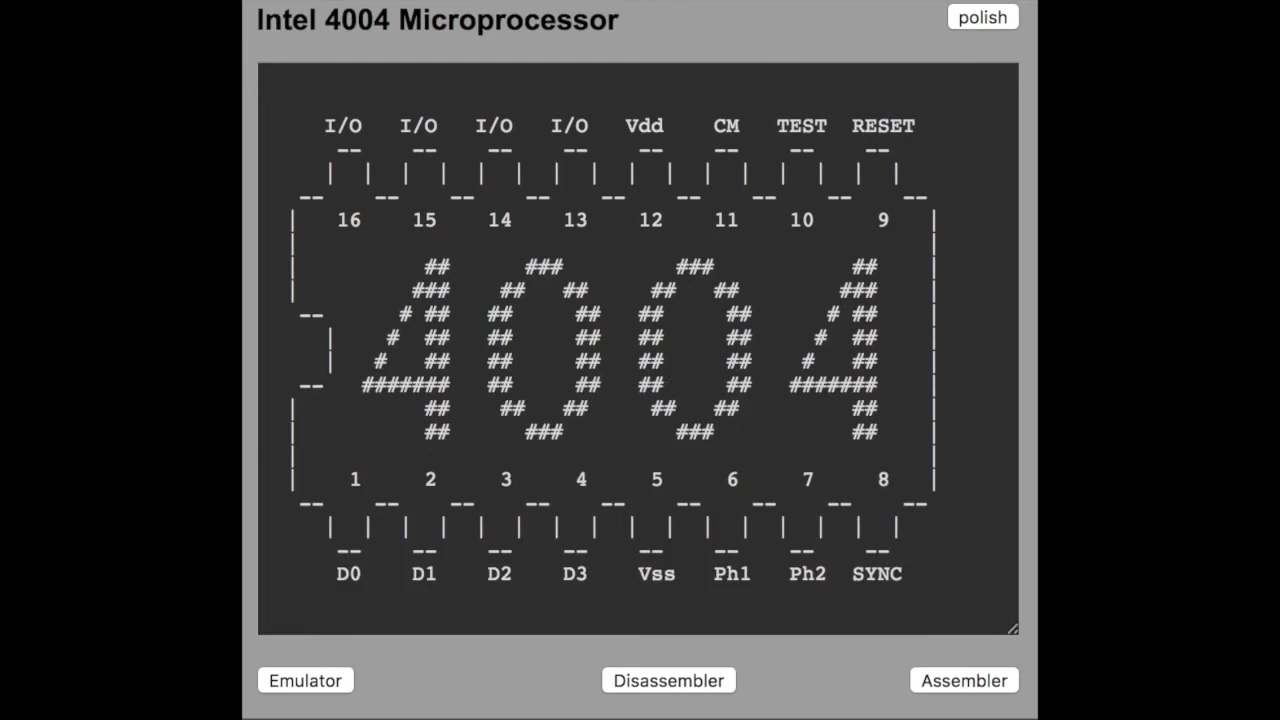 Intel 4004 Microprocessor
polish
I/O I/O I/O I/O Vdd CM TEST RESET
16 15 14 13 12 11 10 9
4004
1 2 3 4 5 6 7 8
D0 D1 D2 D3 Vss Ph1 Ph2 SYNC
Emulator Disassembler Assembler